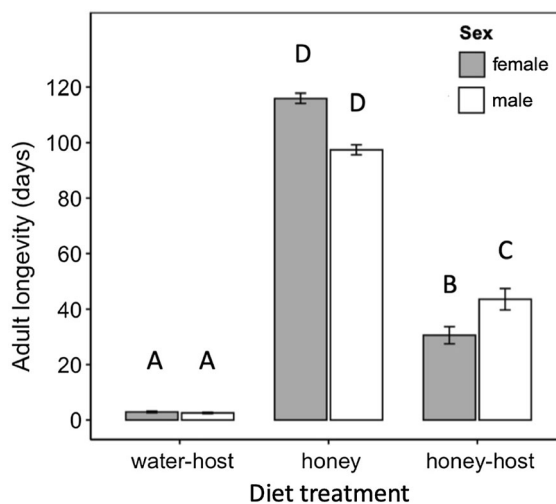 Sex
female
male
D
D
C
B
A A
120
100
80
60
40
20
0
Adult longevity (days)
water-host honey honey-host
Diet treatment